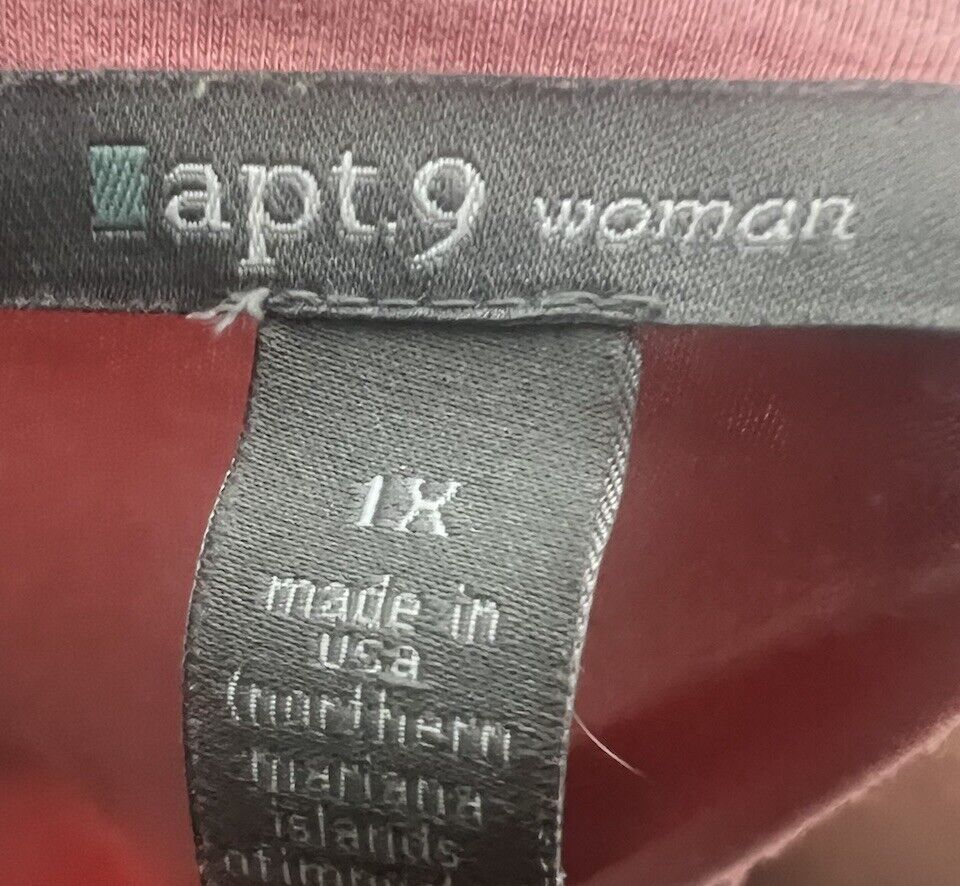 apt.9 woman
1X
made in
usa
(northern
mariana
islands